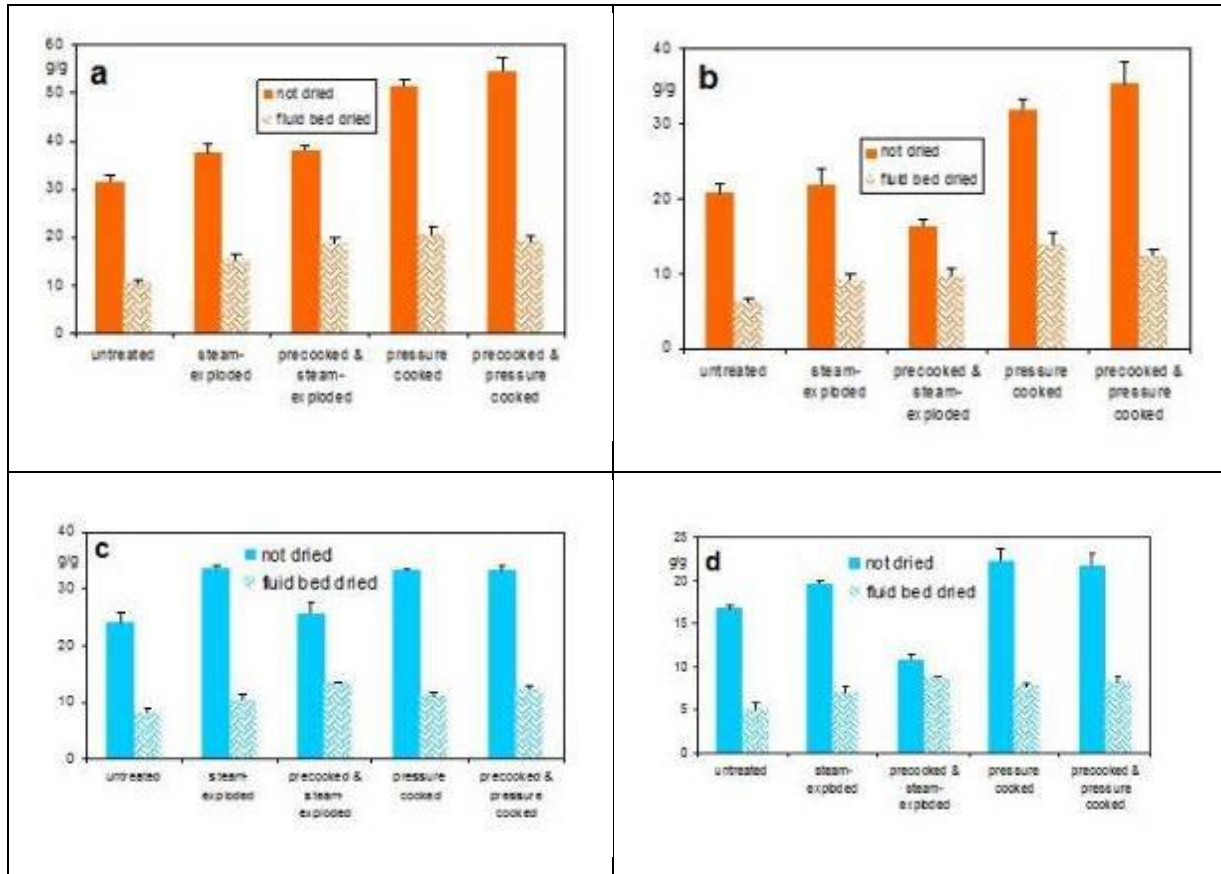 60
g/g
a
50
40
30
20
10
0
not dried
fluid bed dried
untreated
steam-
exploded
precooked &
steam-
exploded
pressure
cooked
precooked &
pressure
cooked
40
g/g
b
30
20
10
0
not dried
fluid bed dried
untreated
steam-
exploded
precooked &
steam-
exploded
pressure
cooked
precooked &
pressure
cooked
40
g/g
c
30
20
10
0
not dried
fluid bed dried
untreated
steam-
exploded
precooked &
steam-
exploded
pressure
cooked
precooked &
pressure
cooked
25
g/g
d
20
15
10
5
0
not dried
fluid bed dried
untreated
steam-
exploded
precooked &
steam-
exploded
pressure
cooked
precooked &
pressure
cooked